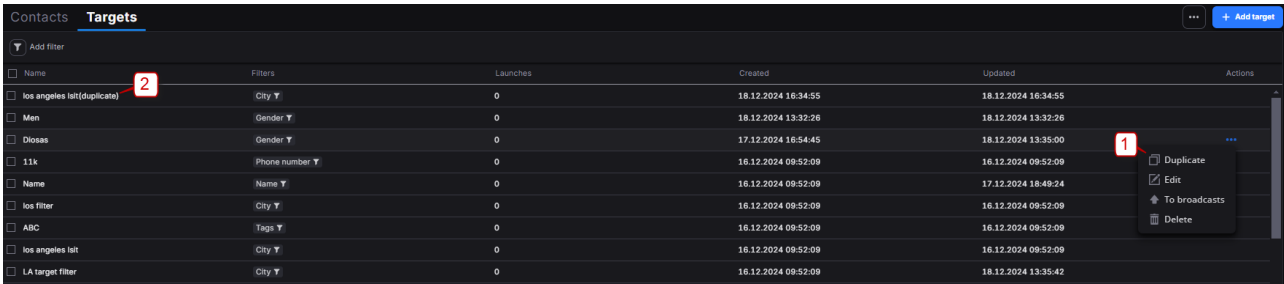 Contacts Targets ••• + Add target
Add filter
Name Filters Launches Created Updated Actions
2
los angeles lsit(duplicate) City 0 18.12.2024 16:34:55 18.12.2024 16:34:55
Men Gender 0 18.12.2024 13:32:26 18.12.2024 13:32:26
Diosas Gender 0 17.12.2024 16:54:45 18.12.2024 13:35:00 •••
1
11k Phone number 0 16.12.2024 09:52:09 16.12.2024 09:52:09
Duplicate
Name Name 0 16.12.2024 09:52:09 17.12.2024 18:49:24
Edit
los filter City 0 16.12.2024 09:52:09 16.12.2024 09:52:09
To broadcasts
ABC Tags 0 16.12.2024 09:52:09 16.12.2024 09:52:09
Delete
los angeles lsit City 0 16.12.2024 09:52:09 16.12.2024 09:52:09
LA target filter City 0 16.12.2024 09:52:09 18.12.2024 13:35:42